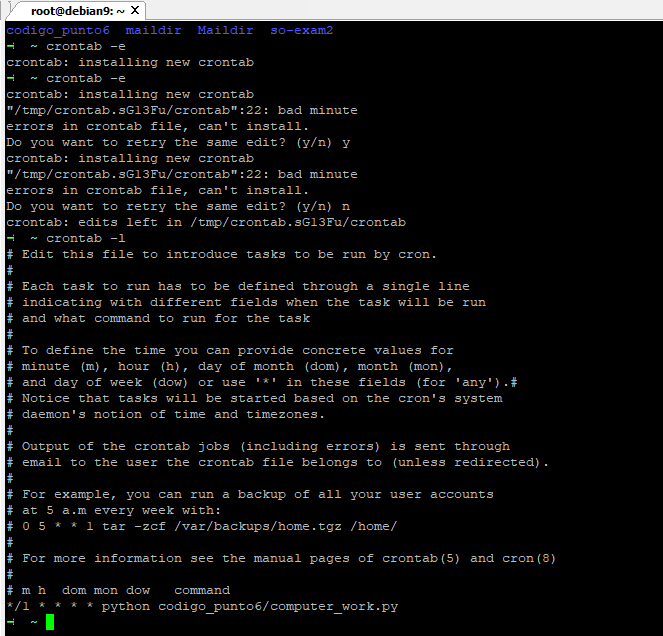 root@debian9: ~ X
codigo_punto6 maildir Maildir so-exam2
~ crontab -e
crontab: installing new crontab
~ crontab -e
crontab: installing new crontab
"/tmp/crontab.sG13Fu/crontab":22: bad minute
errors in crontab file, can't install.
Do you want to retry the same edit? (y/n) y
crontab: installing new crontab
"/tmp/crontab.sG13Fu/crontab":22: bad minute
errors in crontab file, can't install.
Do you want to retry the same edit? (y/n) n
crontab: edits left in /tmp/crontab.sG13Fu/crontab
~ crontab -l
# Edit this file to introduce tasks to be run by cron.
#
# Each task to run has to be defined through a single line
# indicating with different fields when the task will be run
# and what command to run for the task
#
# To define the time you can provide concrete values for
# minute (m), hour (h), day of month (dom), month (mon),
# and day of week (dow) or use '*' in these fields (for 'any').#
# Notice that tasks will be started based on the cron's system
# daemon's notion of time and timezones.
#
# Output of the crontab jobs (including errors) is sent through
# email to the user the crontab file belongs to (unless redirected).
#
# For example, you can run a backup of all your user accounts
# at 5 a.m every week with:
# 0 5 * * 1 tar -zcf /var/backups/home.tgz /home/
#
# For more information see the manual pages of crontab(5) and cron(8)
#
# m h  dom mon dow   command
*/1 * * * * python codigo_punto6/computer_work.py
~